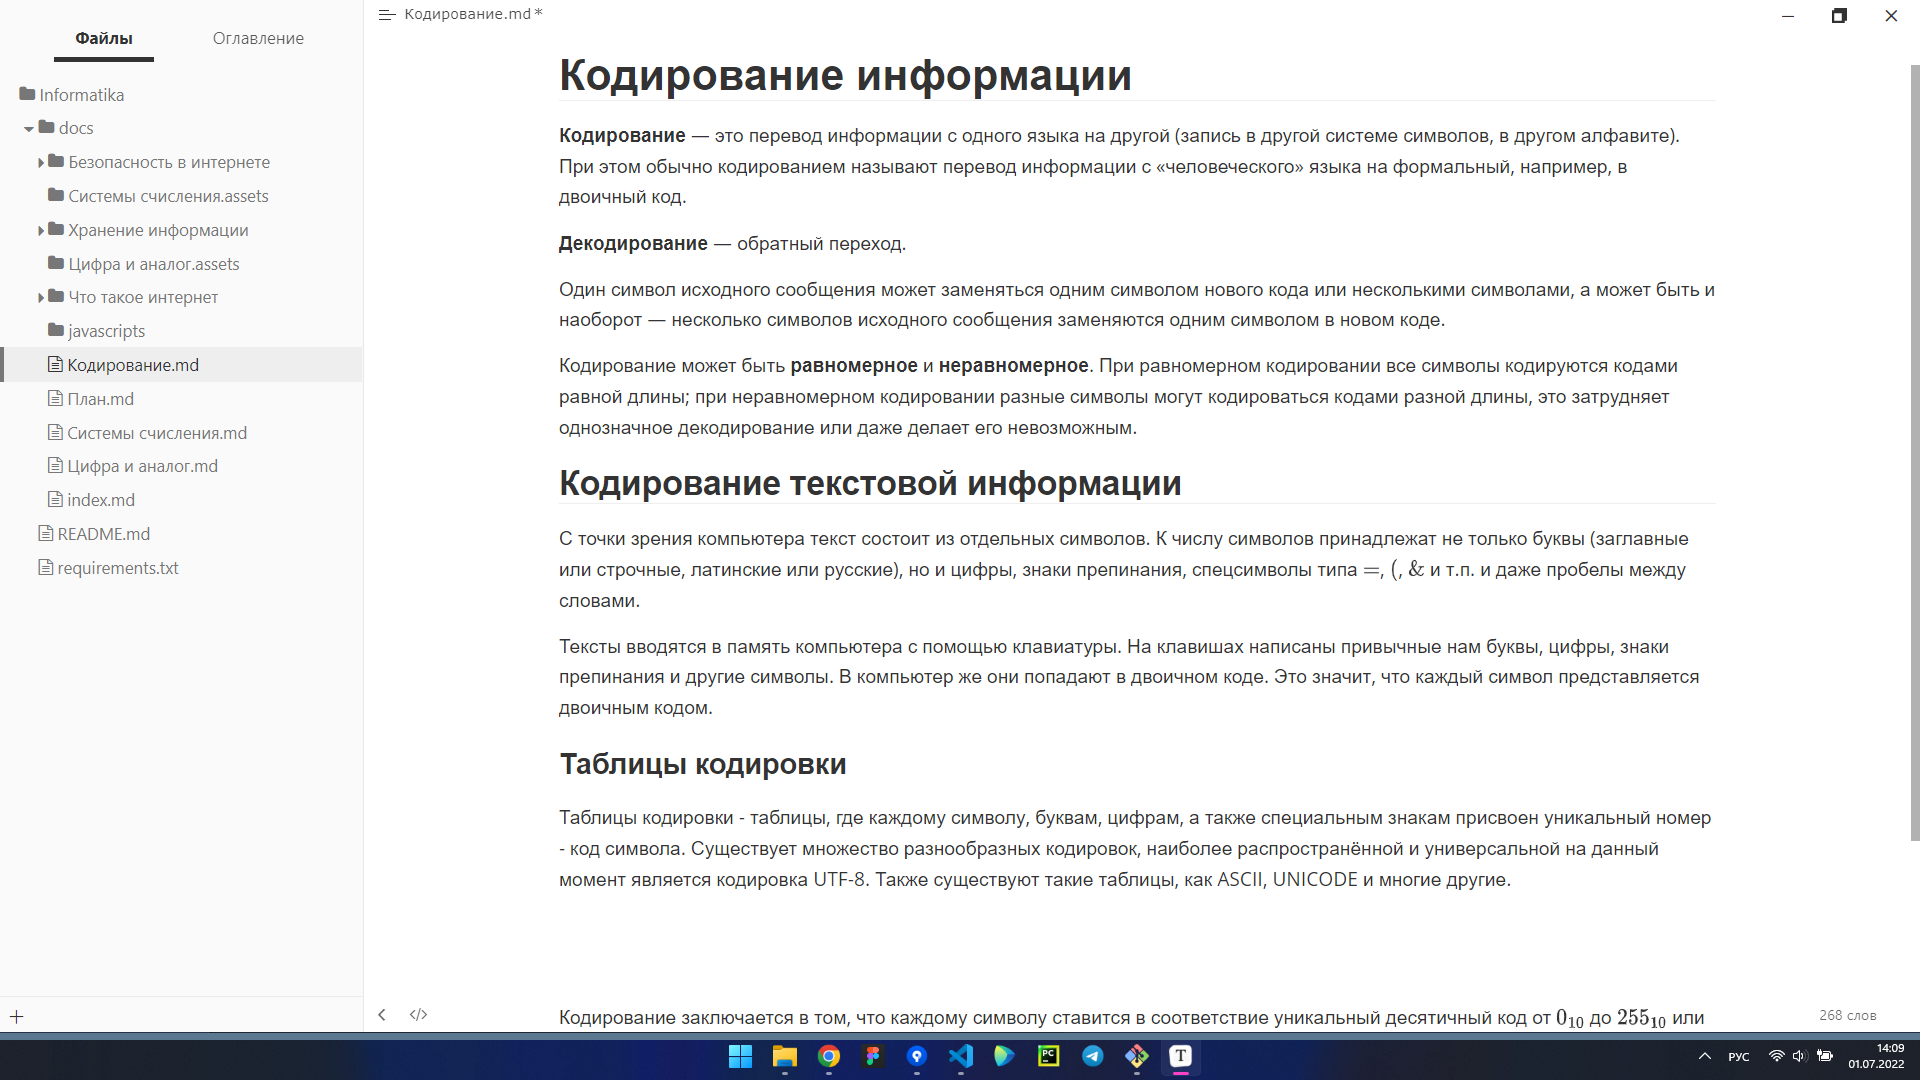 Файлы
Оглавление
Informatika
docs
Безопасность в интернете
Системы счисления.assets
Хранение информации
Цифра и аналог.assets
Что такое интернет
javascripts
Кодирование.md
План.md
Системы счисления.md
Цифра и аналог.md
index.md
README.md
requirements.txt
Кодирование.md*
Кодирование информации
Кодирование — это перевод информации с одного языка на другой (запись в другой системе символов, в другом алфавите).
При этом обычно кодированием называют перевод информации с «человеческого» языка на формальный, например, в
двоичный код.
Декодирование — обратный переход.
Один символ исходного сообщения может заменяться одним символом нового кода или несколькими символами, а может быть и
наоборот — несколько символов исходного сообщения заменяются одним символом в новом коде.
Кодирование может быть равномерное и неравномерное. При равномерном кодировании все символы кодируются кодами
равной длины; при неравномерном кодировании разные символы могут кодироваться кодами разной длины, это затрудняет
однозначное декодирование или даже делает его невозможным.
Кодирование текстовой информации
С точки зрения компьютера текст состоит из отдельных символов. К числу символов принадлежат не только буквы (заглавные
или строчные, латинские или русские), но и цифры, знаки препинания, спецсимволы типа =, (, & и т.п. и даже пробелы между
словами.
Тексты вводятся в память компьютера с помощью клавиатуры. На клавишах написаны привычные нам буквы, цифры, знаки
препинания и другие символы. В компьютер же они попадают в двоичном коде. Это значит, что каждый символ представляется
двоичным кодом.
Таблицы кодировки
Таблицы кодировки - таблицы, где каждому символу, буквам, цифрам, а также специальным знакам присвоен уникальный номер
- код символа. Существует множество разнообразных кодировок, наиболее распространённой и универсальной на данный
момент является кодировка UTF-8. Также существуют такие таблицы, как ASCII, UNICODE и многие другие.
Кодирование заключается в том, что каждому символу ставится в соответствие уникальный десятичный код от 0₁₀ до 255₁₀ или
268 слов
PC
T
РУС
14:09
01.07.2022